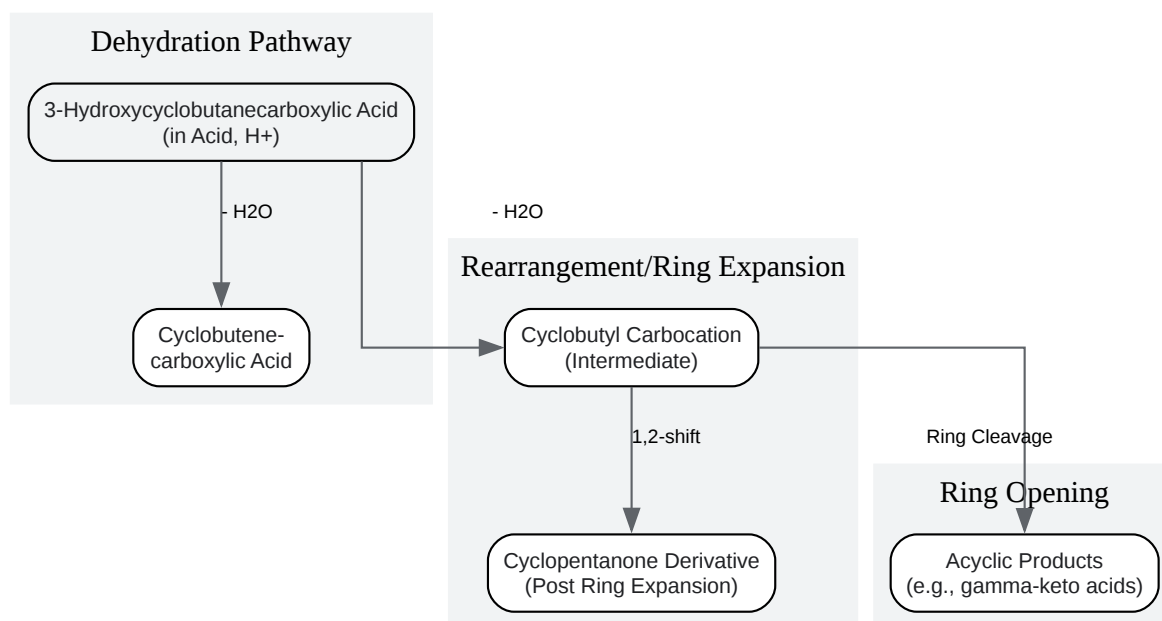 Dehydration Pathway
3-Hydroxycyclobutanecarboxylic Acid
(in Acid, H+)
- H2O
- H2O
Rearrangement/Ring Expansion
Cyclobutene-
carboxylic Acid
Cyclobutyl Carbocation
(Intermediate)
1,2-shift
Ring Cleavage
Ring Opening
Cyclopentanone Derivative
(Post Ring Expansion)
Acyclic Products
(e.g., gamma-keto acids)